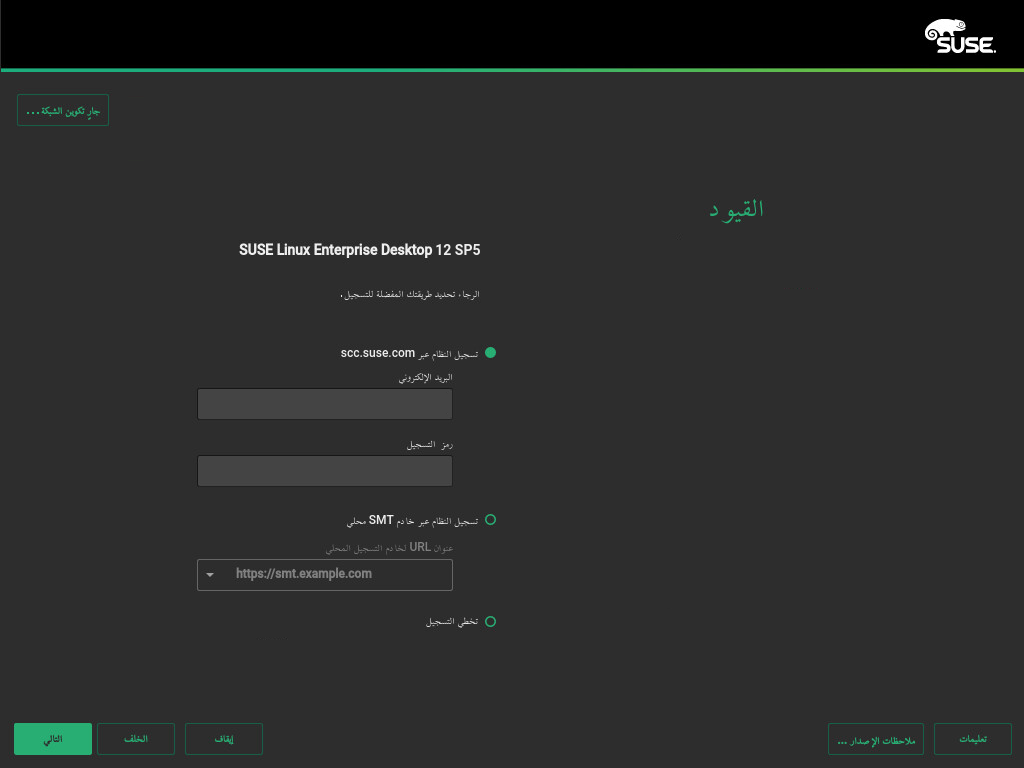 SUSE.
جارٍ تكوين الشبكة...
القيود
SUSE Linux Enterprise Desktop 12 SP5
الرجاء تحديد طريقتك المفضلة للتسجيل.
تسجيل النظام عبر scc.suse.com
البريد الإلكتروني
رمز التسجيل
تسجيل النظام عبر خادم SMT محلي
عنوان URL لخادم التسجيل المحلي
https://smt.example.com
تخطي التسجيل
تعليمات
ملاحظات الإصدار ...
إيقاف
الخلف
التالي